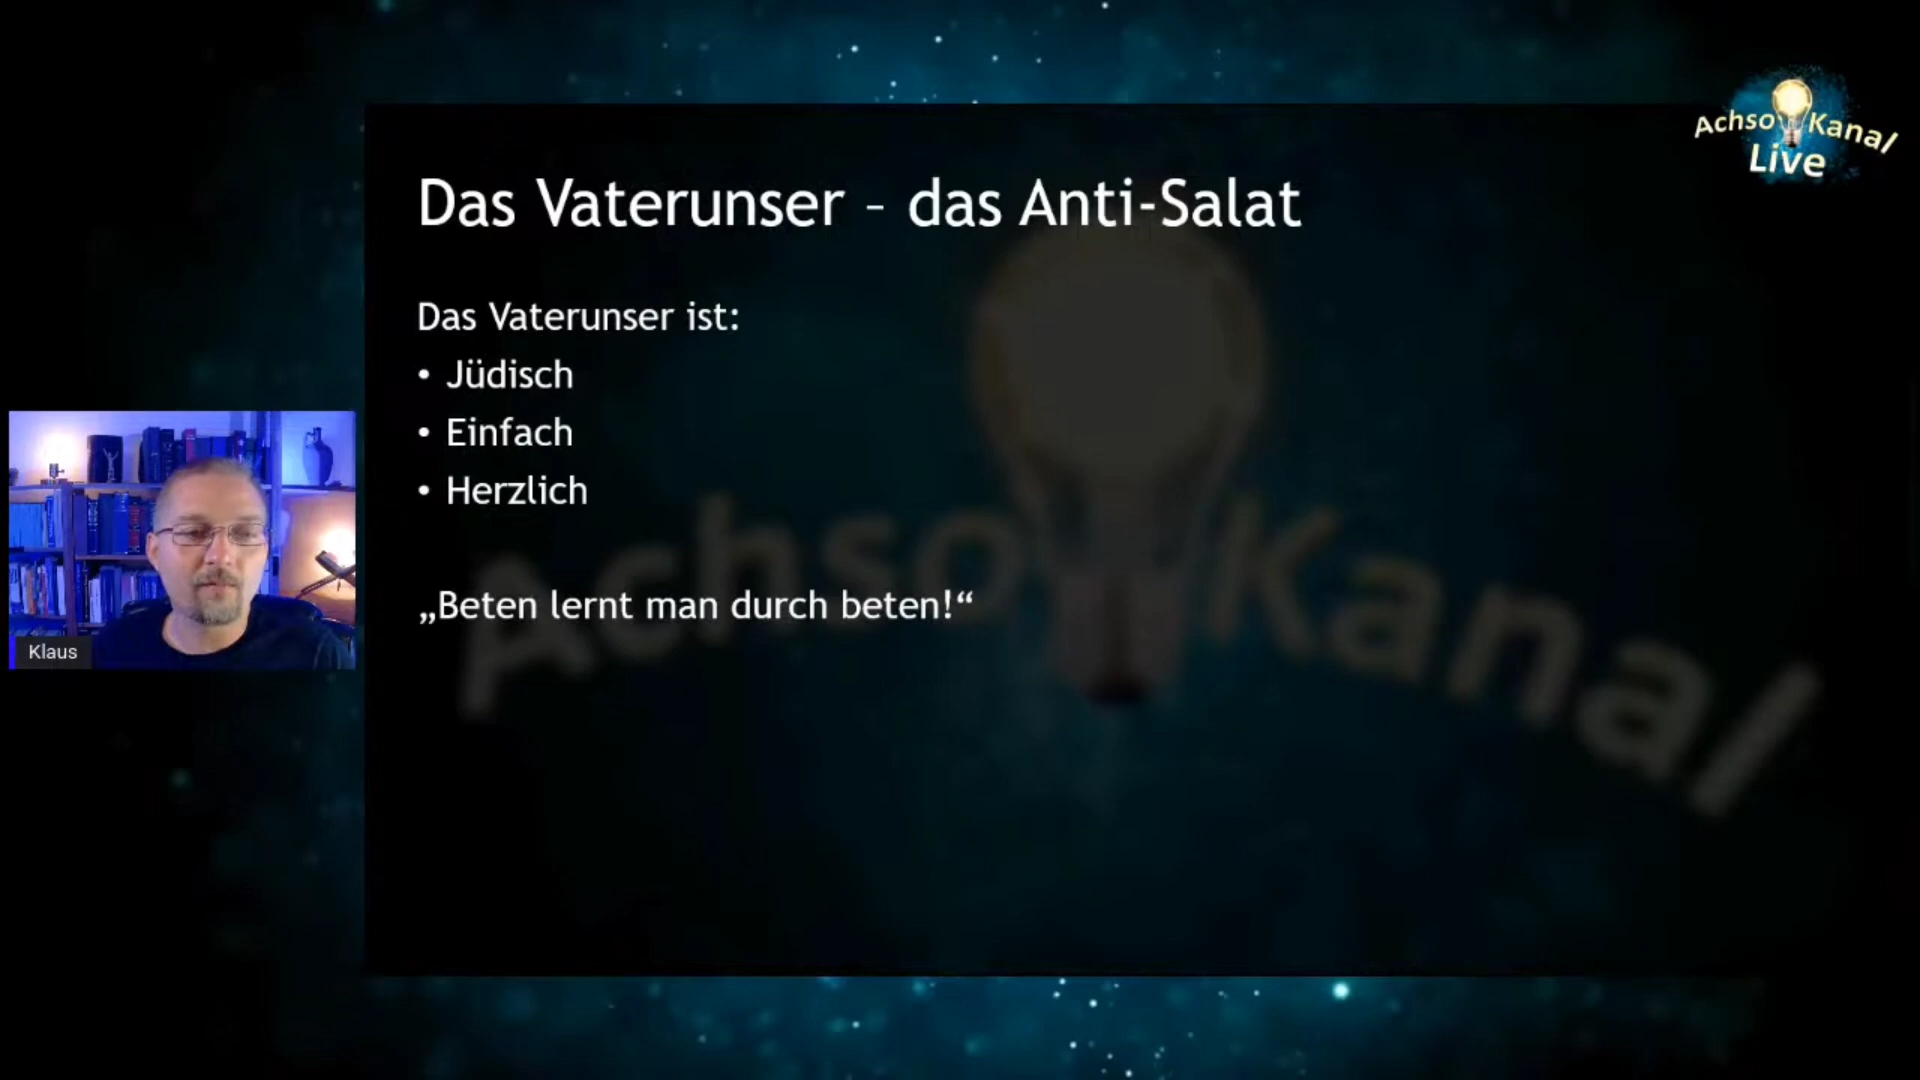 Achso Kanal
Live
Das Vaterunser – das Anti-Salat
Das Vaterunser ist:
• Jüdisch
• Einfach
• Herzlich
„Beten lernt man durch beten!“
Achso Kanal
Klaus